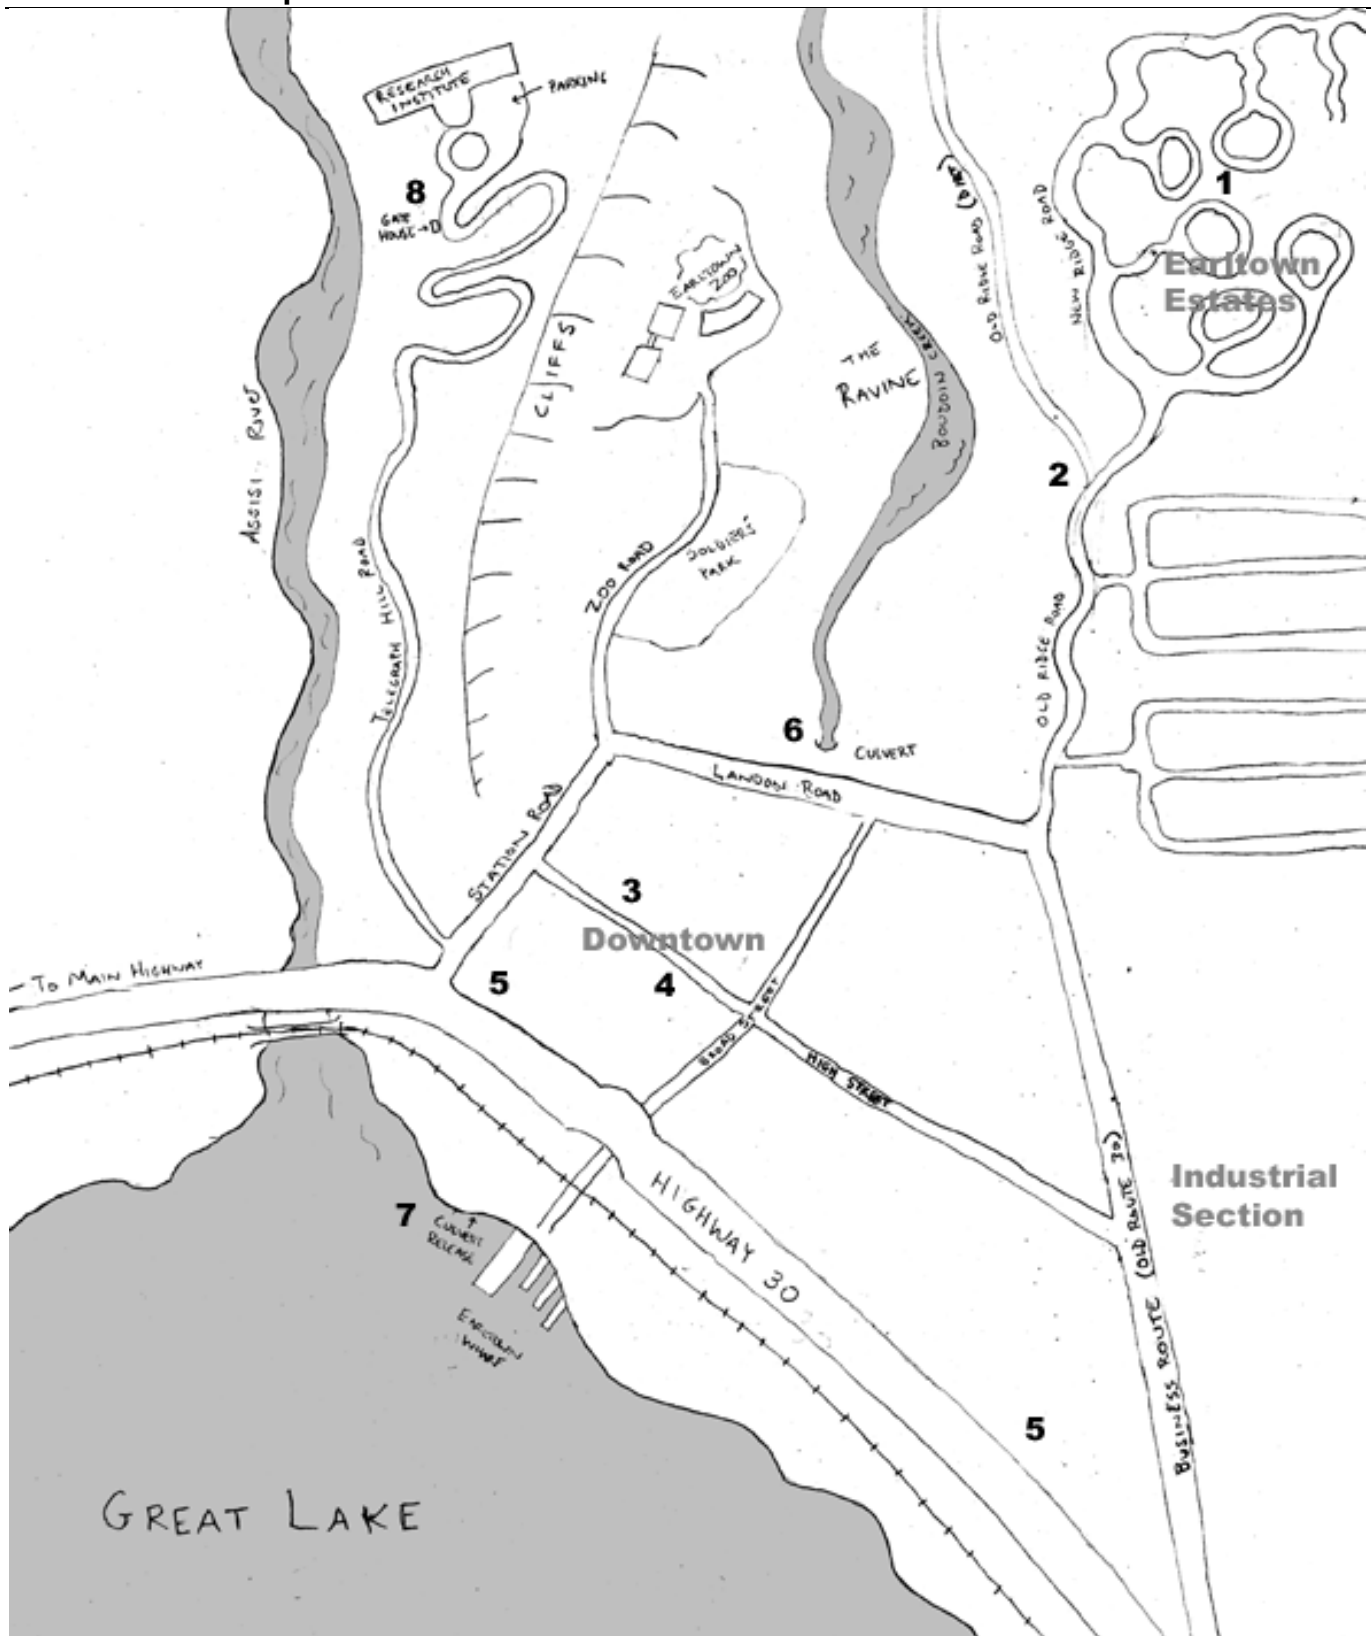 RESEARCH
INSTITUTE
PARKING
8
GATE
HOUSE
1
EARLTOWN
ZOO
OLD RIDGE ROAD (DIRT)
NEW RIDGE ROAD
Earltown
Estates
CLIFFS
THE
RAVINE
BOUDOIN CREEK
ASSISI RIVER
2
TELEGRAPH HILL ROAD
ZOO ROAD
SOLDIERS'
PARK
OLD RIDGE ROAD
6
CULVERT
LANDON ROAD
STATION ROAD
3
Downtown
TO MAIN HIGHWAY
5
4
BROAD STREET
HIGH STREET
HIGHWAY 30
Industrial
Section
7
CULVERT
RELEASE
EARLTOWN
WHARF
BUSINESS ROUTE (OLD ROUTE 30)
5
GREAT LAKE